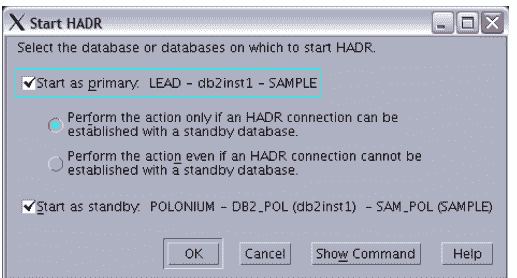 Start HADR
Select the database or databases on which to start HADR.
Start as primary: LEAD - db2inst1 - SAMPLE
Perform the action only if an HADR connection can be
established with a standby database.
Perform the action even if an HADR connection cannot be
established with a standby database.
Start as standby: POLONIUM - DB2_POL (db2inst1) - SAM_POL (SAMPLE)
OK Cancel Show Command Help